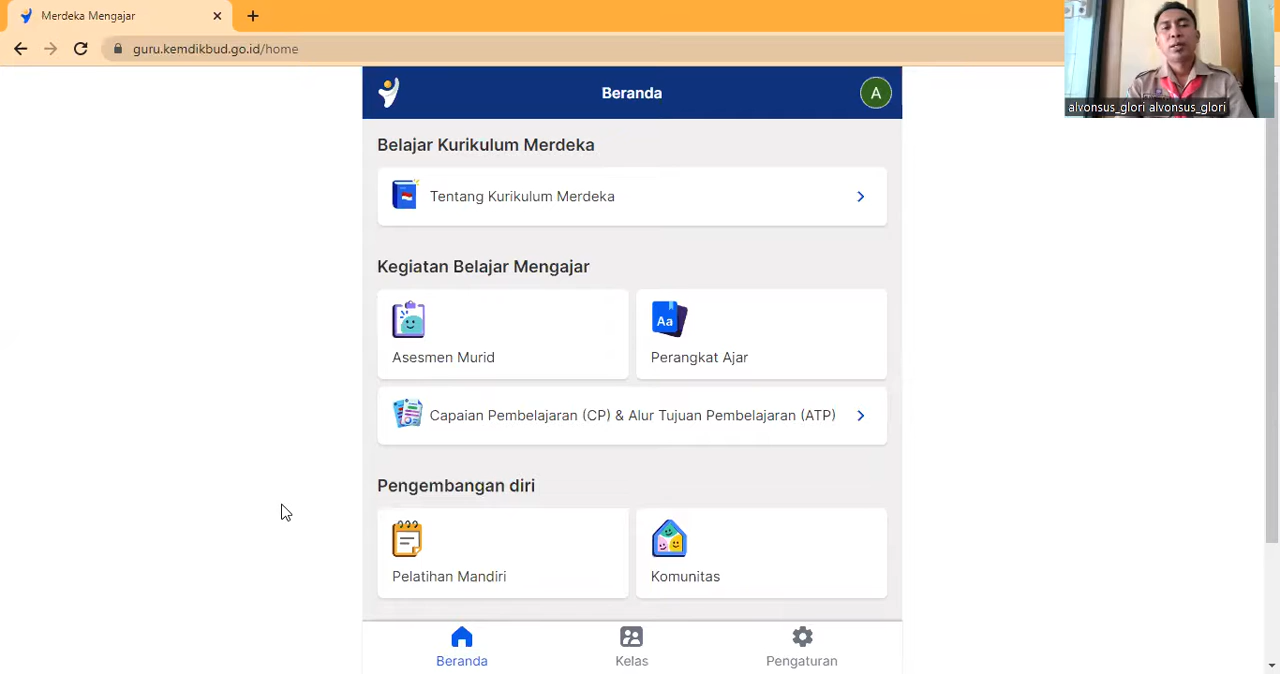 Merdeka Mengajar
guru.kemdikbud.go.id/home
alvonsus_glori alvonsus_glori
Beranda
A
Belajar Kurikulum Merdeka
Tentang Kurikulum Merdeka
Kegiatan Belajar Mengajar
Asesmen Murid
Aa
Perangkat Ajar
Capaian Pembelajaran (CP) & Alur Tujuan Pembelajaran (ATP)
Pengembangan diri
Pelatihan Mandiri
Komunitas
Beranda
Kelas
Pengaturan